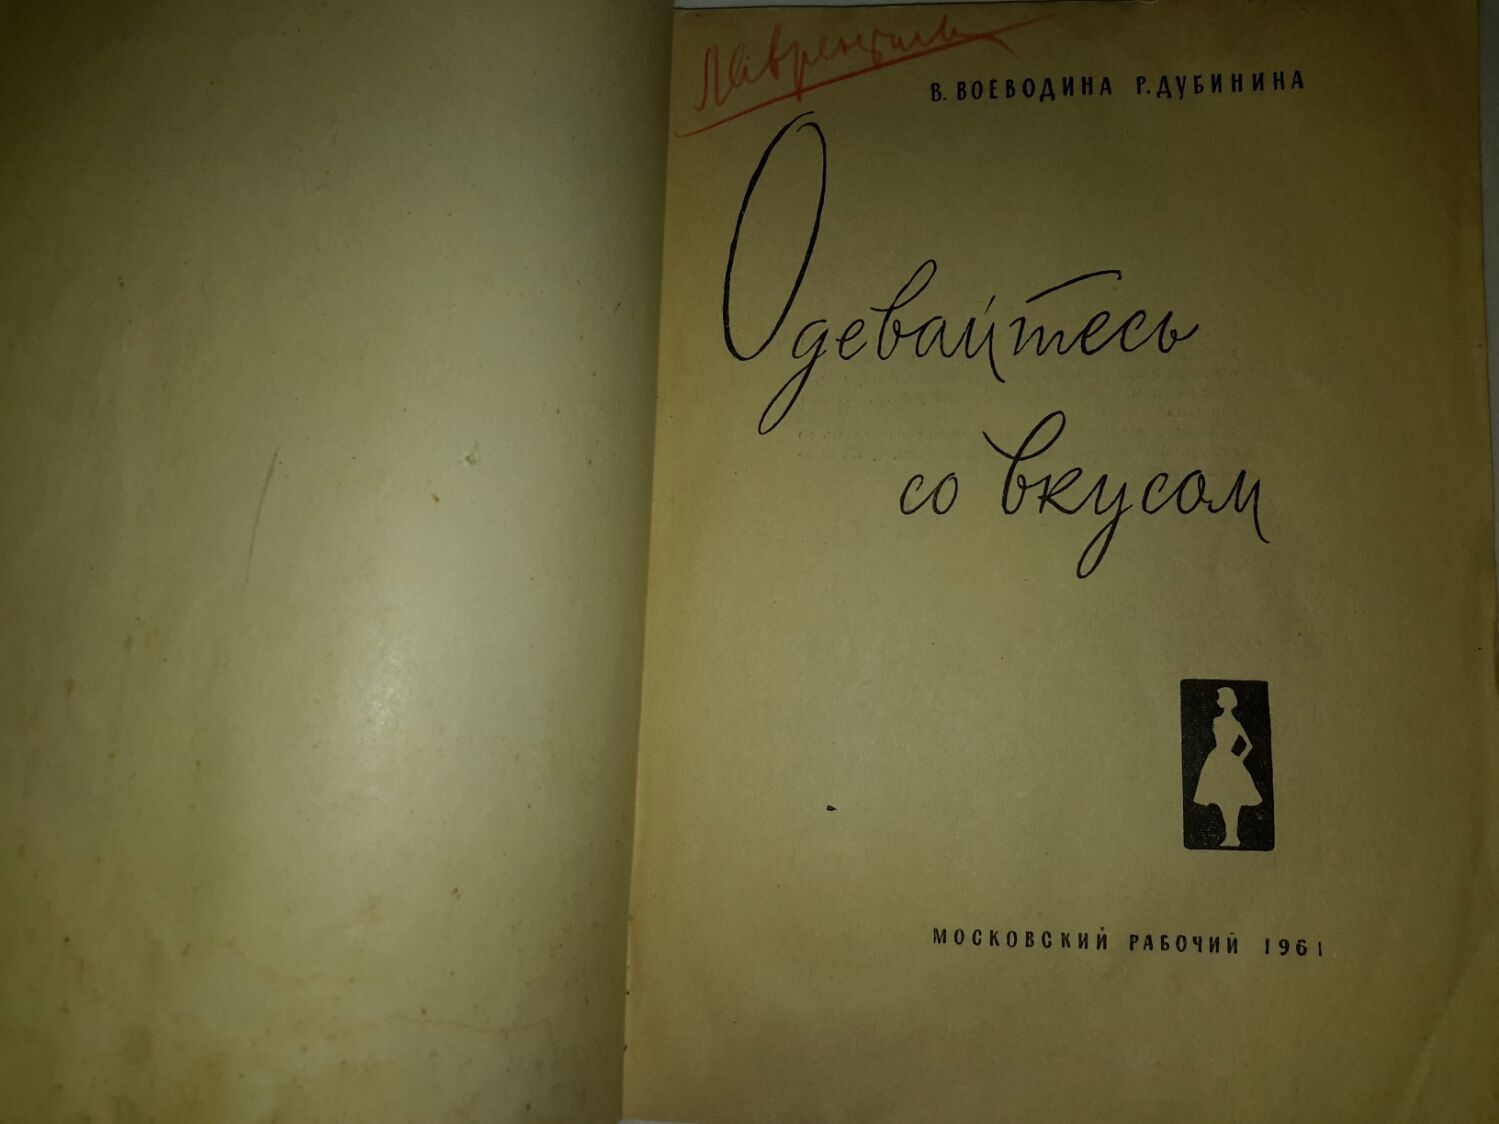 В. ВОЕВОДИНА Р. ДУБИНИНА
Одевайтесь
со вкусом
МОСКОВСКИЙ РАБОЧИЙ 1961